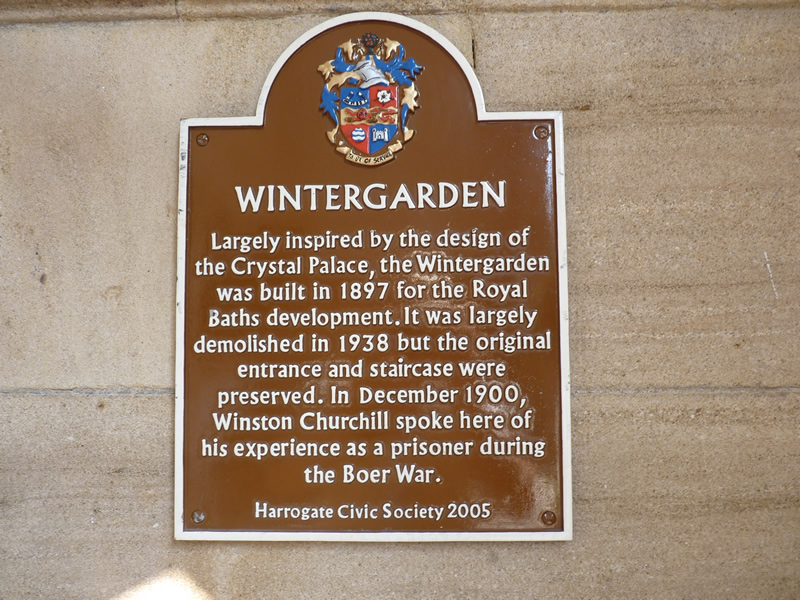 WINTERGARDEN
Largely inspired by the design of
the Crystal Palace, the Wintergarden
was built in 1897 for the Royal
Baths development. It was largely
demolished in 1938 but the original
entrance and staircase were
preserved. In December 1900,
Winston Churchill spoke here of
his experience as a prisoner during
the Boer War.
Harrogate Civic Society 2005